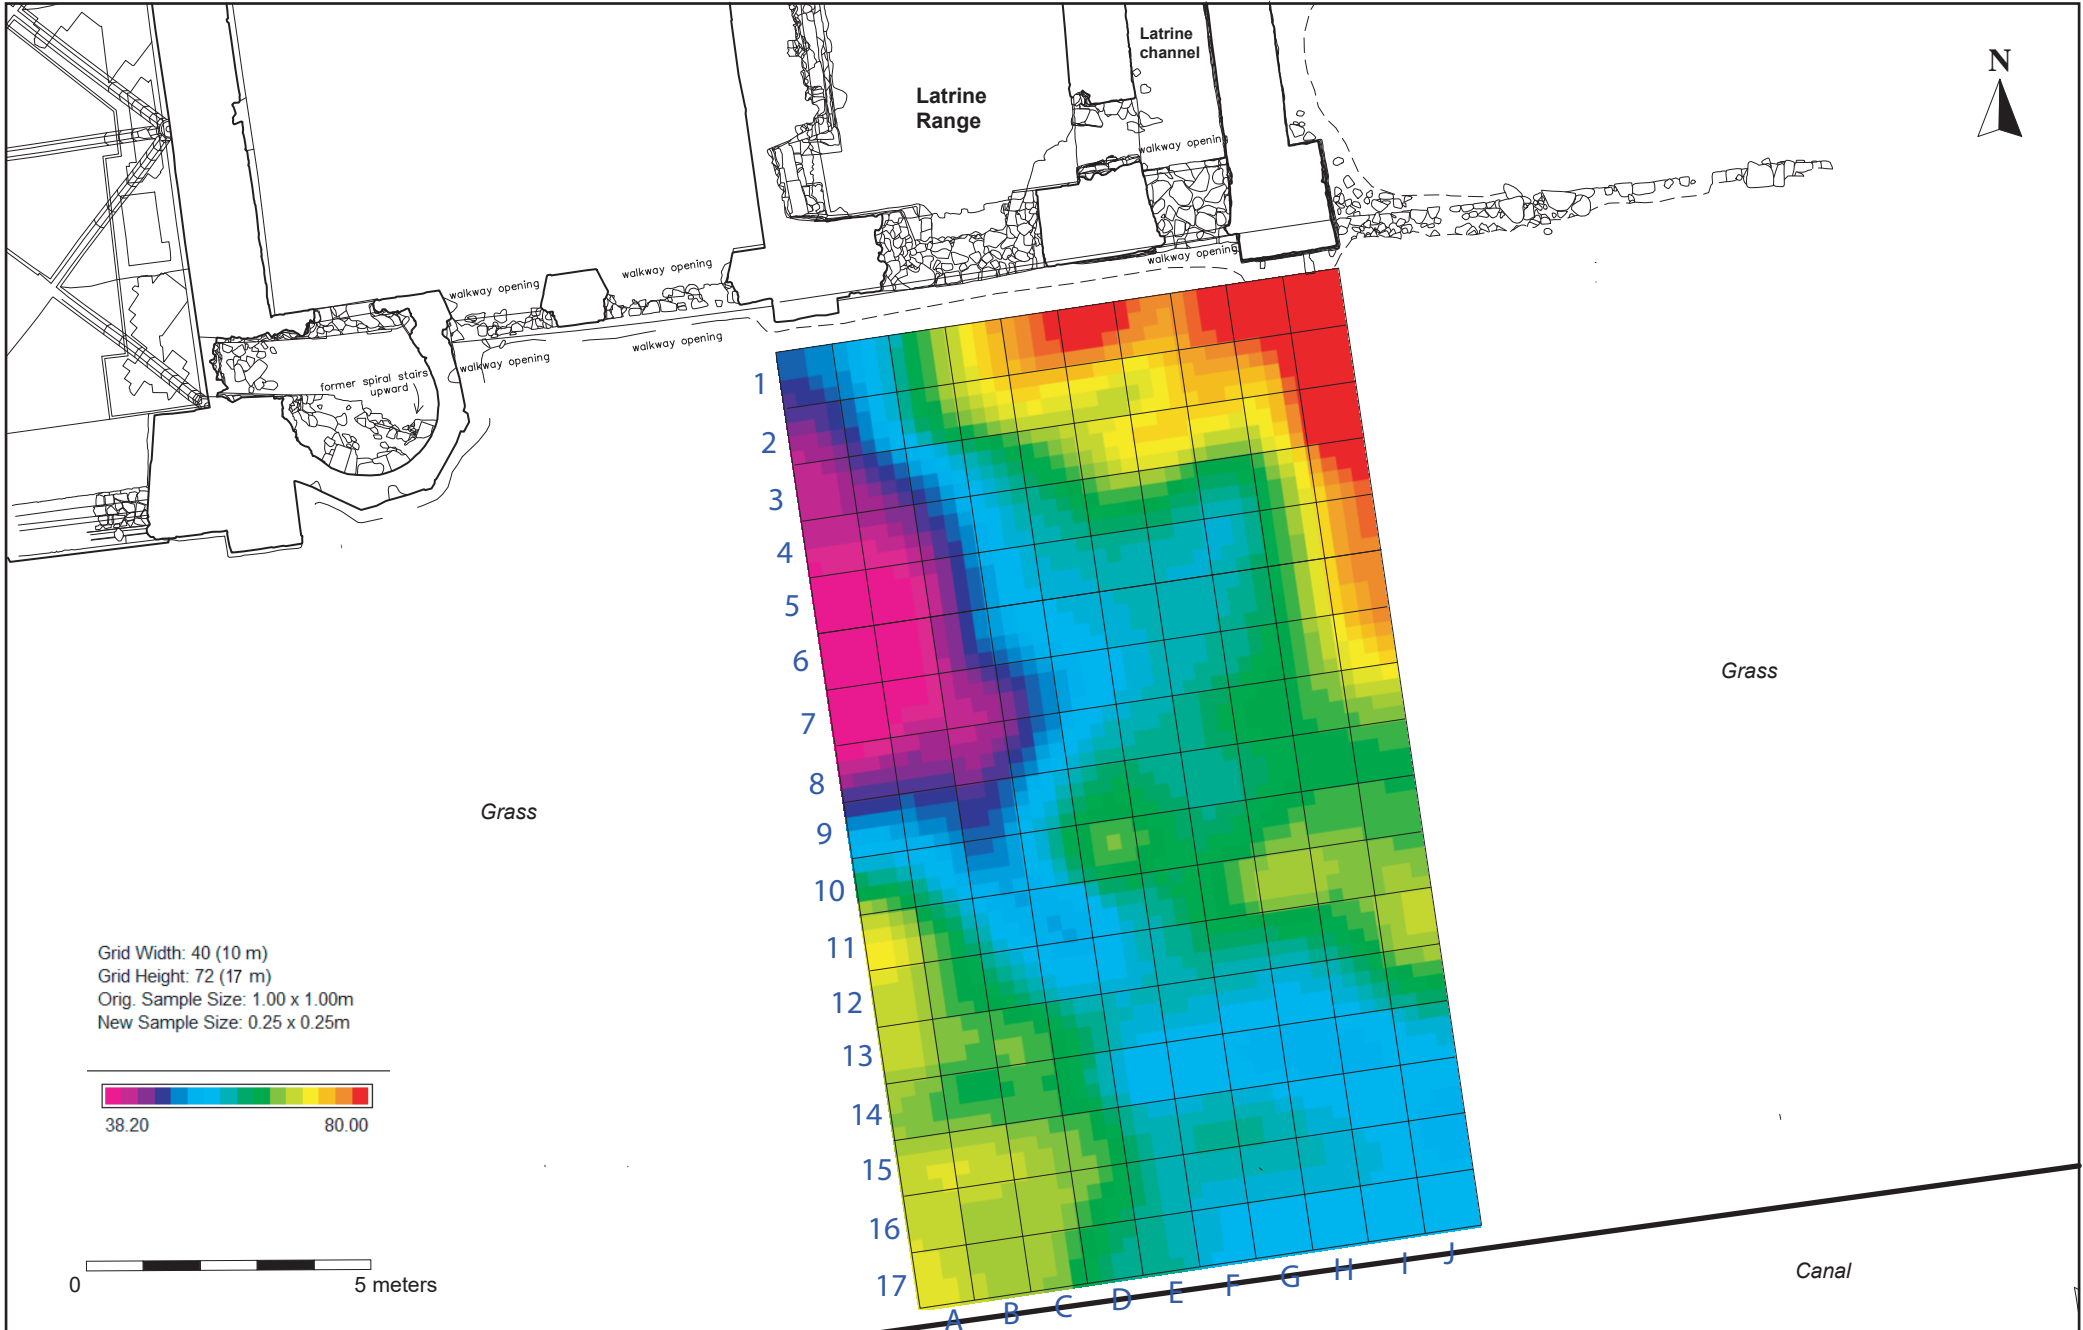 Latrine
channel
N
Latrine
Range
walkway opening
walkway opening
walkway opening
walkway opening
walkway opening
walkway opening
walkway opening
former spiral stairs
upward
1
2
3
4
5
6
7
8
9
10
11
12
13
14
15
16
17
Grass
Grass
Grid Width: 40 (10 m)
Grid Height: 72 (17 m)
Orig. Sample Size: 1.00 x 1.00m
New Sample Size: 0.25 x 0.25m
38.20 80.00
0 5 meters
A B C D E F G H I J
Canal